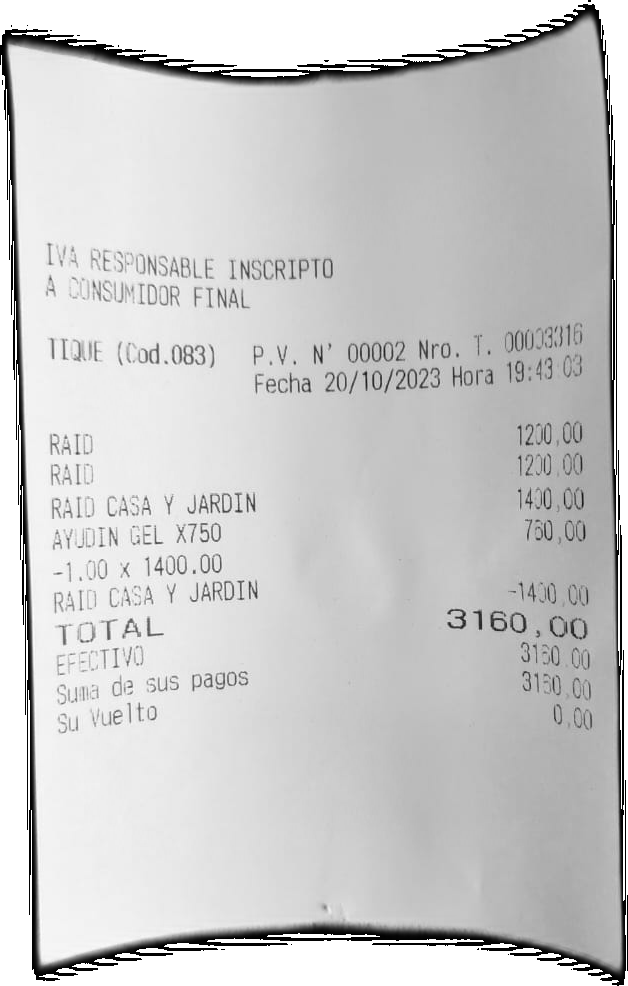 IVA RESPONSABLE INSCRIPTO
A CONSUMIDOR FINAL
TIQUE (Cod.083) P.V. N' 00002 Nro. T. 00003316
Fecha 20/10/2023 Hora 19:43:03
RAID 1200,00
RAID 1200,00
RAID CASA Y JARDIN 1400,00
AYUDIN GEL X750 760,00
-1.00 x 1400.00
RAID CASA Y JARDIN -1400,00
TOTAL 3160,00
EFECTIVO 3160,00
Suma de sus pagos 3160,00
Su Vuelto 0,00